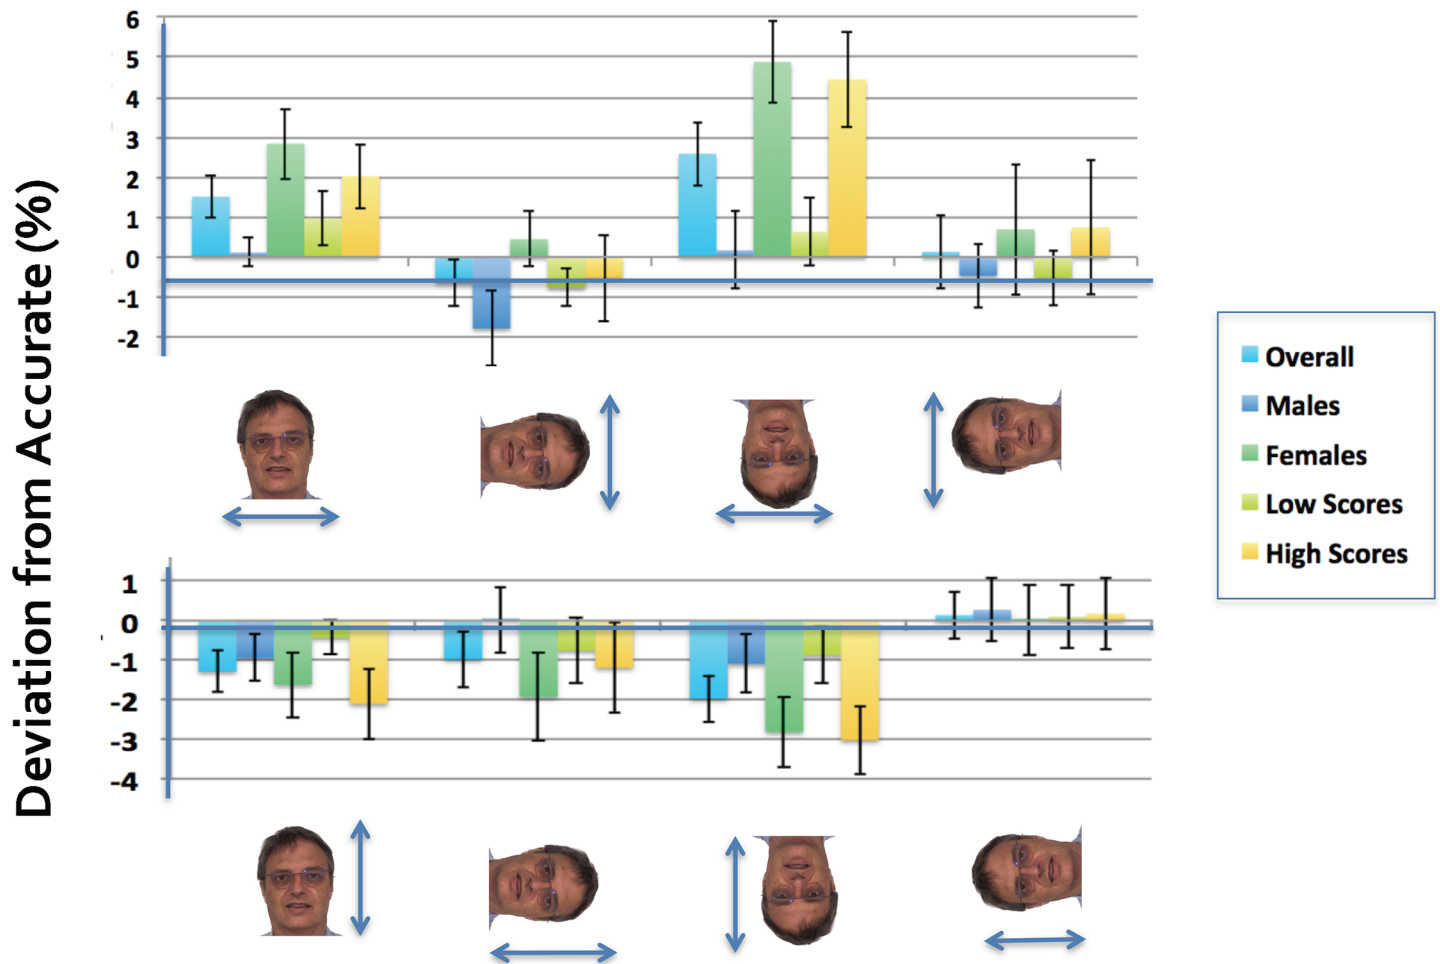 Deviation from Accurate (%)
6
5
4
3
2
1
0
-1
-2
1
0
-1
-2
-3
-4
Overall
Males
Females
Low Scores
High Scores